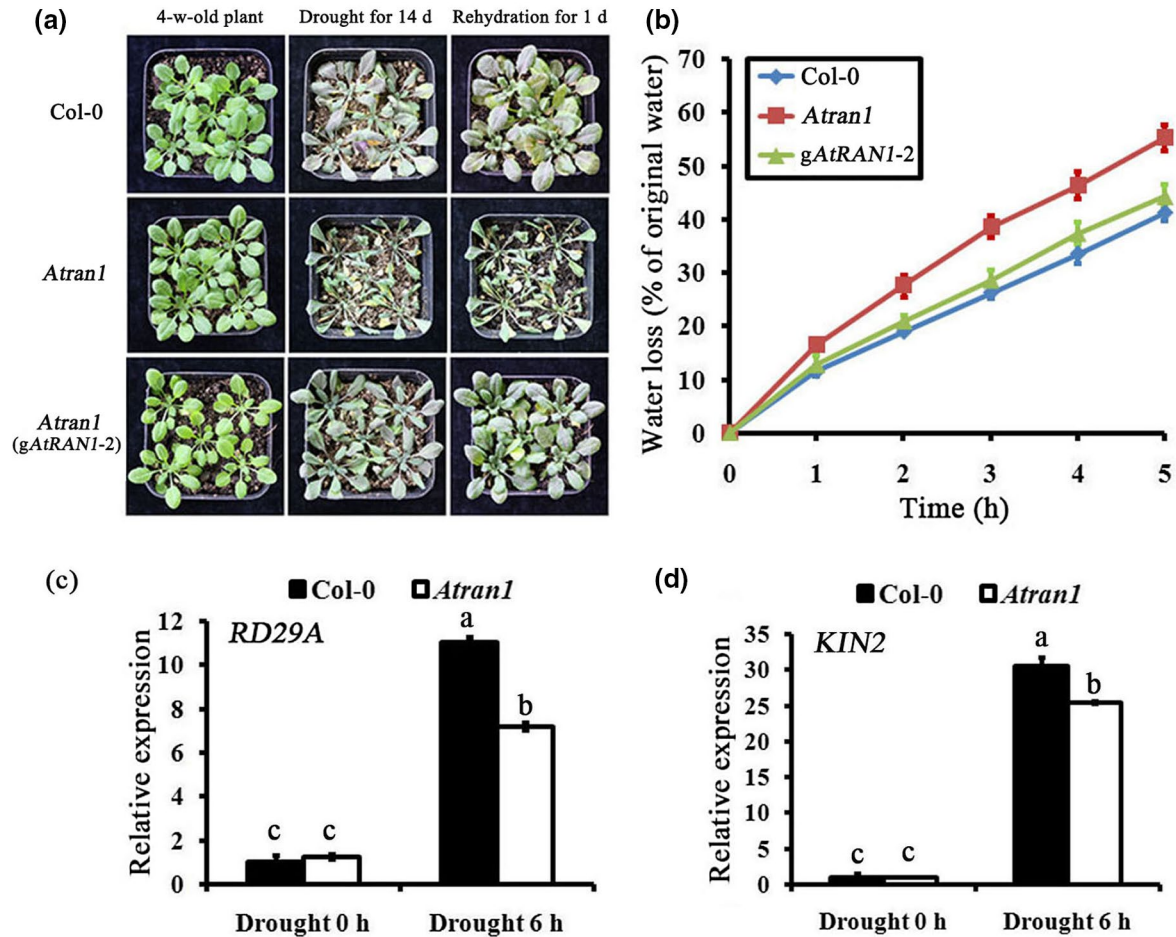 (a)
4-w-old plant
Drought for 14 d
Rehydration for 1 d
Col-0
Atran1
Atran1
(gAtRAN1-2)
(b)
Water loss (% of original water)
70
60
50
40
30
20
10
0
Col-0
Atran1
gAtRAN1-2
0 1 2 3 4 5
Time (h)
(c)
Col-0 Atran1
RD29A
Relative expression
12
10
8
6
4
2
0
c c a b
Drought 0 h Drought 6 h
(d)
Col-0 Atran1
KIN2
Relative expression
35
30
25
20
15
10
5
0
c c a b
Drought 0 h Drought 6 h